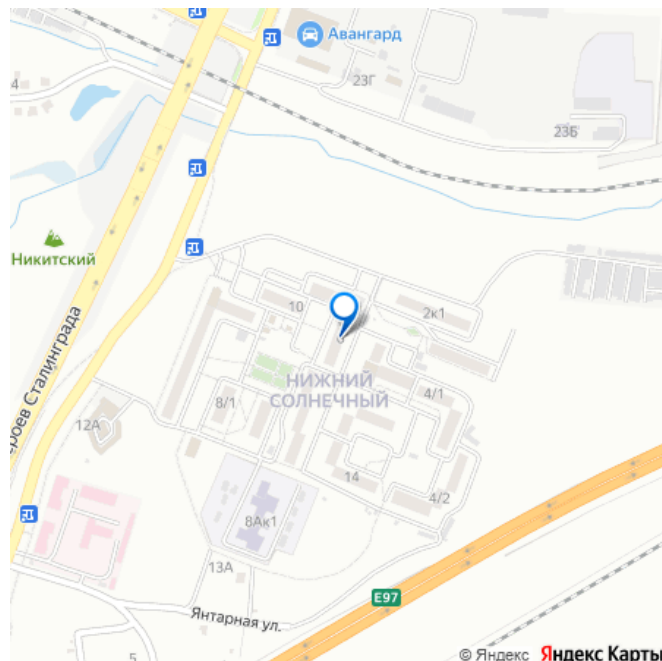 Авангард
4
23Г
23Б
Никитский
10
2к1
НИЖНИЙ
СОЛНЕЧНЫЙ
8/1
4/1
ероев Сталинграда
12А
14
4/2
8Ак1
13А
E97
Янтарная ул.
5
© Яндекс Яндекс Карты